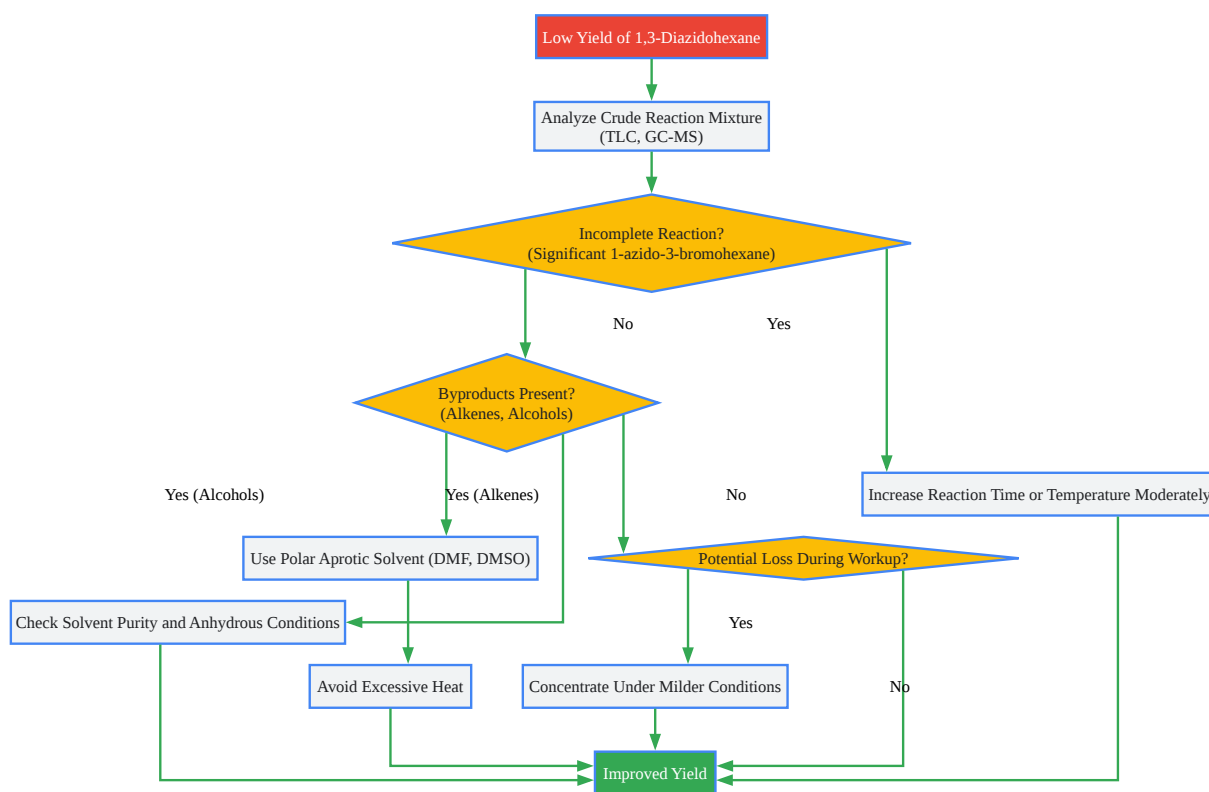 Low Yield of 1,3-Diazidohexane
Analyze Crude Reaction Mixture
(TLC, GC-MS)
Incomplete Reaction?
(Significant 1-azido-3-bromohexane)
No
Yes
Byproducts Present?
(Alkenes, Alcohols)
Yes (Alcohols)
Yes (Alkenes)
No
Increase Reaction Time or Temperature Moderately
Use Polar Aprotic Solvent (DMF, DMSO)
Potential Loss During Workup?
Check Solvent Purity and Anhydrous Conditions
Yes
Avoid Excessive Heat
Concentrate Under Milder Conditions
No
Improved Yield